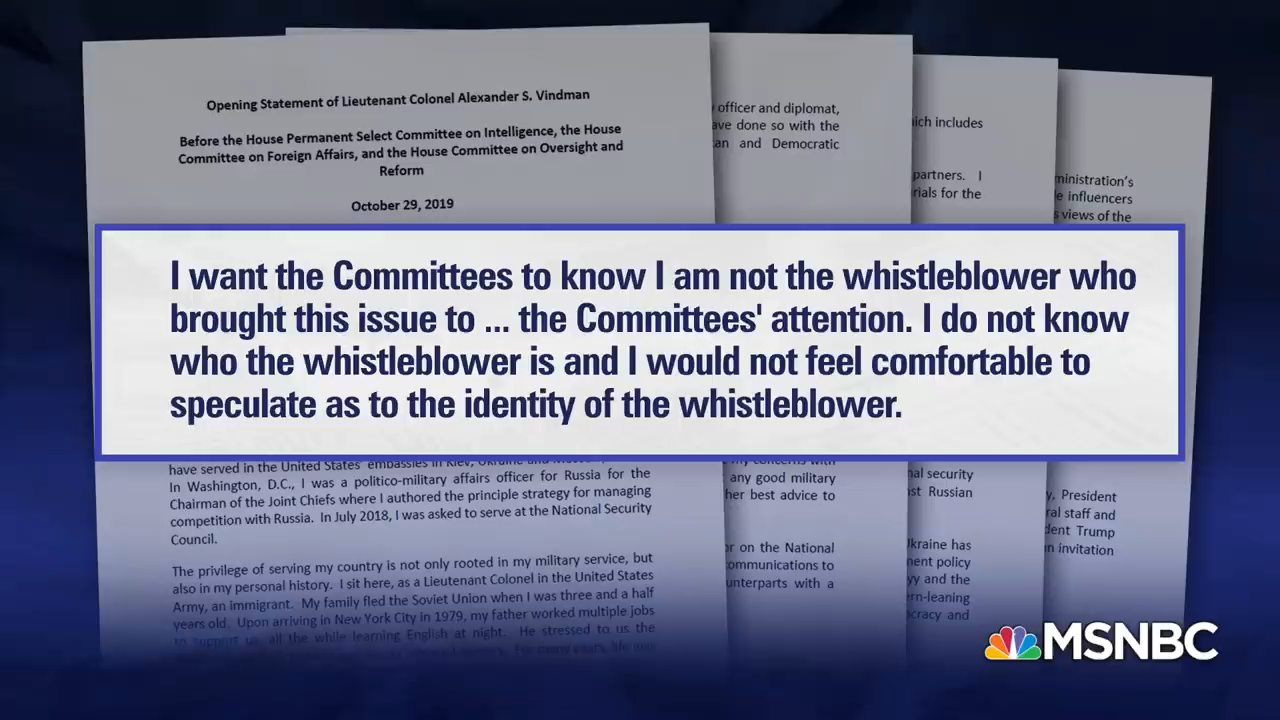 Opening Statement of Lieutenant Colonel Alexander S. Vindman
Before the House Permanent Select Committee on Intelligence, the House
Committee on Foreign Affairs, and the House Committee on Oversight and
Reform
October 29, 2019
officer and diplomat,
ave done so with the
an and Democratic
ich includes
partners. I
rials for the
ministration's
e influencers
s views of the
I want the Committees to know I am not the whistleblower who
brought this issue to ... the Committees' attention. I do not know
who the whistleblower is and I would not feel comfortable to
speculate as to the identity of the whistleblower.
have served in the United States' embassies in Kiev, Ukraine and
In Washington, D.C., I was a politico-military affairs officer for Russia for the
Chairman of the Joint Chiefs where I authored the principle strategy for managing
competition with Russia. In July 2018, I was asked to serve at the National Security
Council.
The privilege of serving my country is not only rooted in my military service, but
also in my personal history. I sit here, as a Lieutenant Colonel in the United States
Army, an immigrant. My family fled the Soviet Union when I was three and a half
years old. Upon arriving in New York City in 1979, my father worked multiple jobs
to support us, all the while learning English at night. He stressed to us the
my concerns with
any good military
her best advice to
or on the National
ommunications to
unterparts with a
nal security
st Russian
Ukraine has
ment policy
yy and the
rn-leaning
cracy and
y, President
ral staff and
dent Trump
n invitation
MSNBC